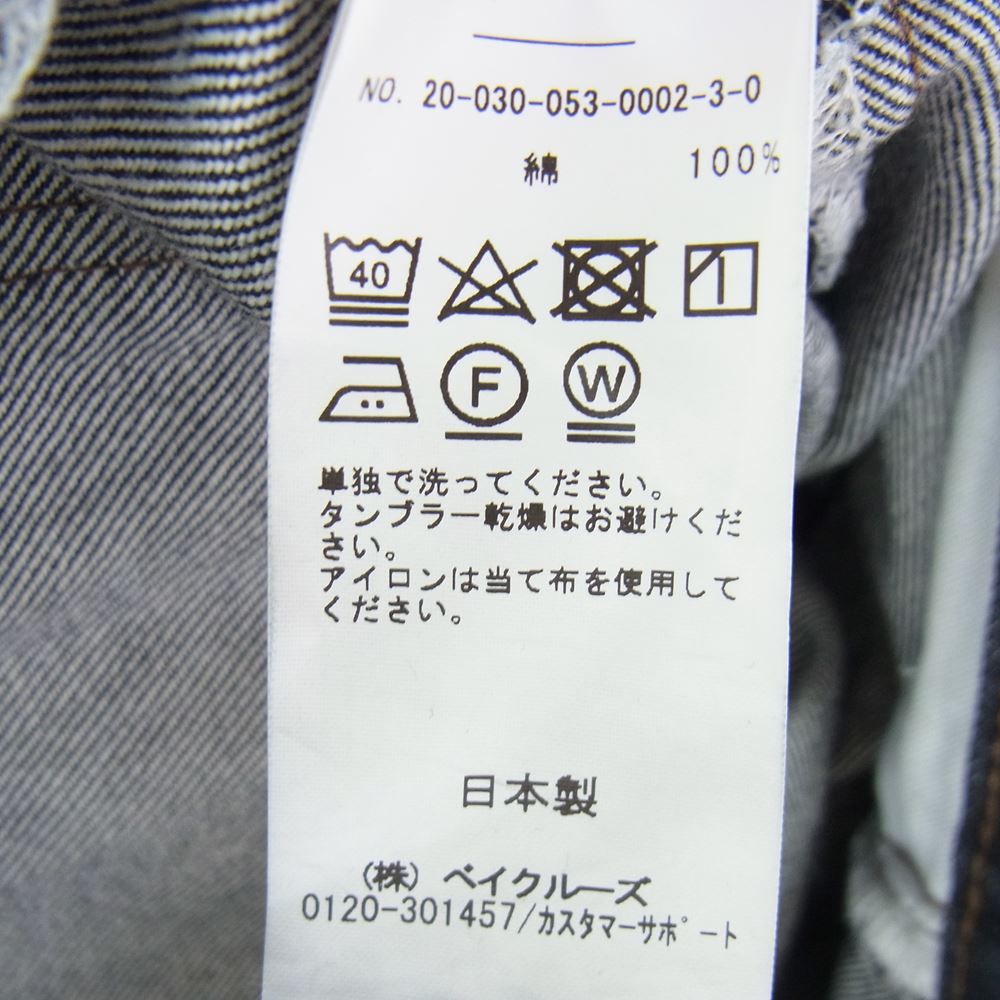 NO. 20-030-053-0002-3-0
綿 100%
40
F W
単独で洗ってください。
タンブラー乾燥はお避けくだ
さい。
アイロンは当て布を使用して
ください。
日本製
(株) ベイクルーズ
0120-301457/カスタマーサポート